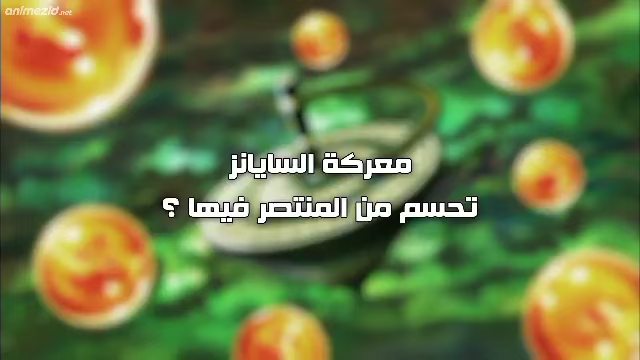 animezid.net
معركة السايانز
تحسم من المنتصر فيها ؟